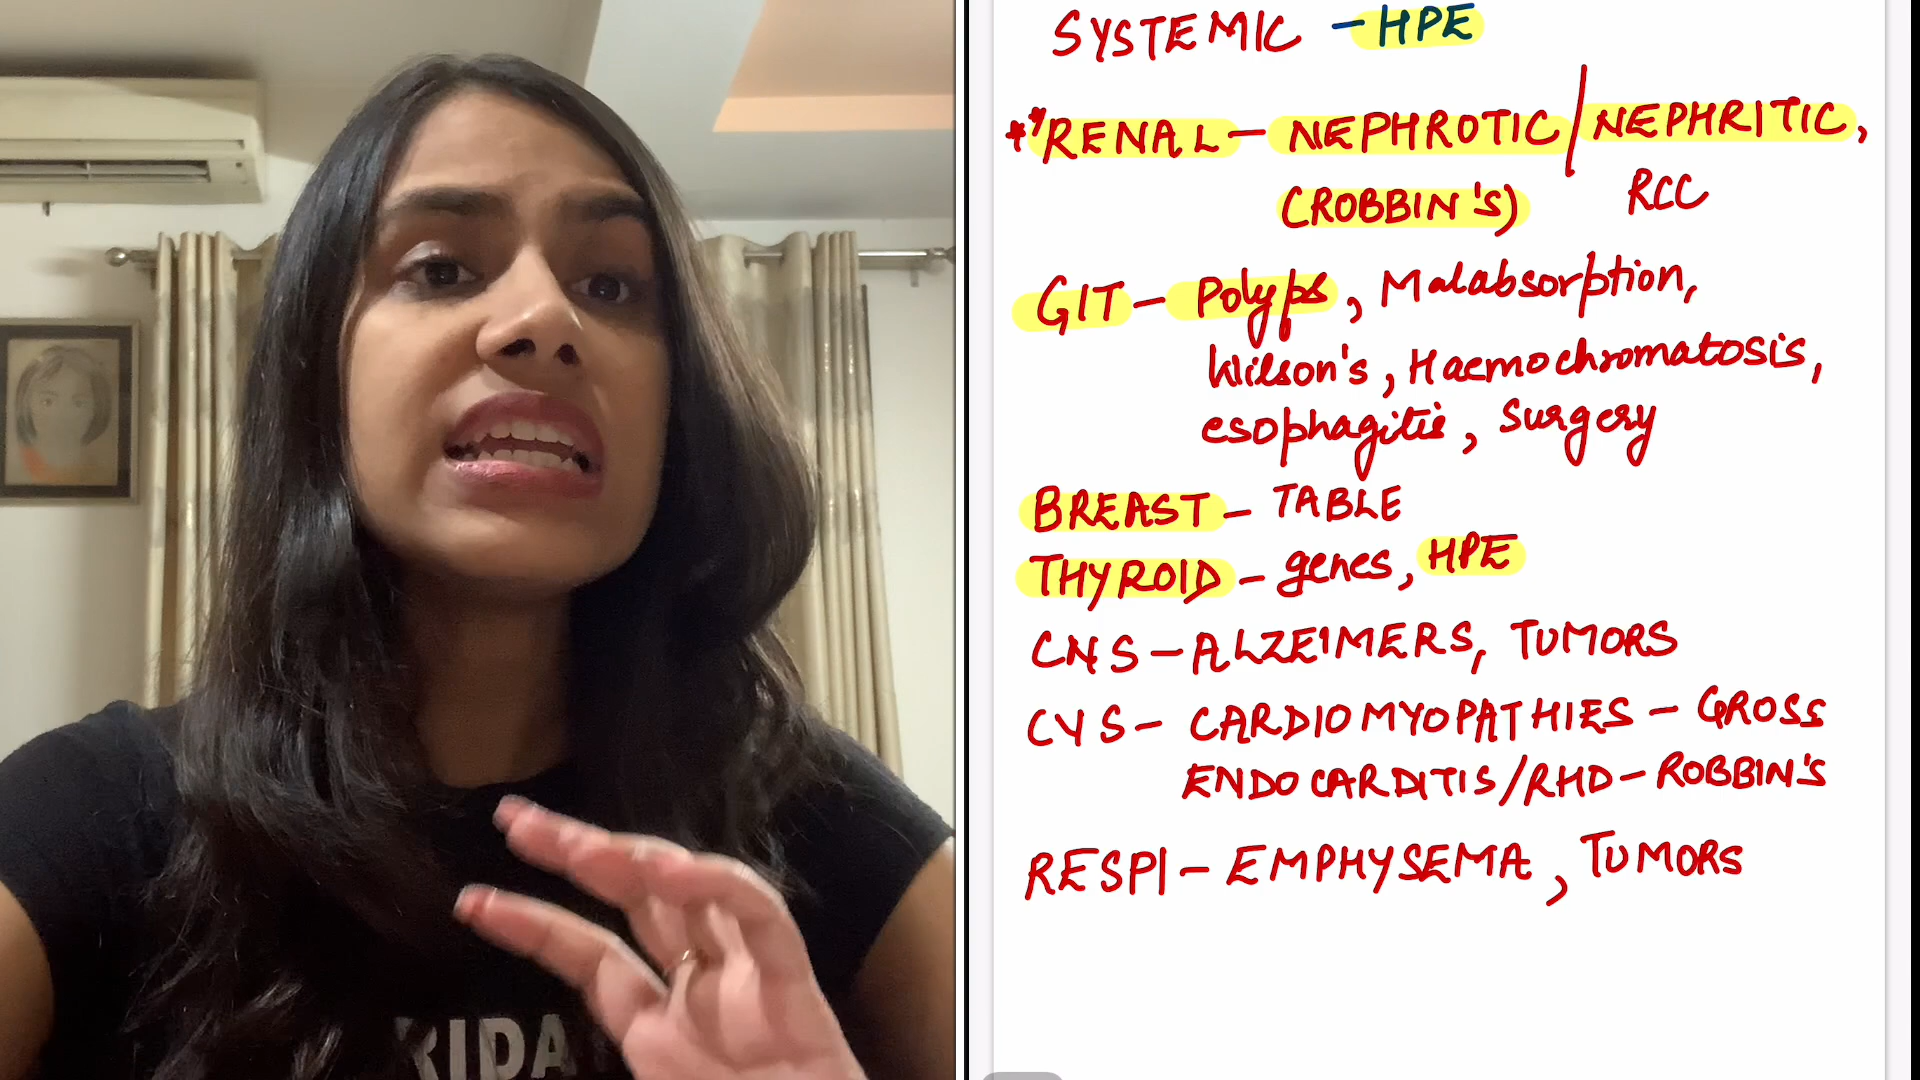 SYSTEMIC - HPE
**RENAL - NEPHROTIC / NEPHRITIC,
(ROBBIN'S) RCC
GIT - Polyps, Malabsorption,
Wilson's, Haemochromatosis,
esophagitis, Surgery
BREAST - TABLE
THYROID - genes, HPE
CNS - ALZEIMERS, TUMORS
CVS - CARDIOMYOPATHIES - GROSS
ENDOCARDITIS/RHD - ROBBIN'S
RESPI - EMPHYSEMA, TUMORS
RIDA